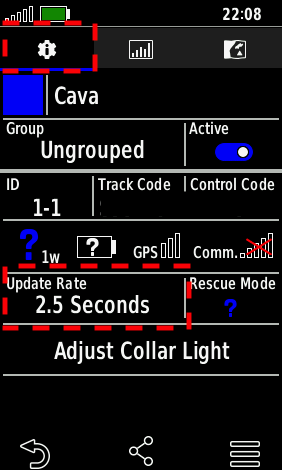 22:08
Cava
Group
Ungrouped
Active
ID
1-1
Track Code
Control Code
? 1w
?
GPS
Comm.
Update Rate
2.5 Seconds
Rescue Mode
?
Adjust Collar Light